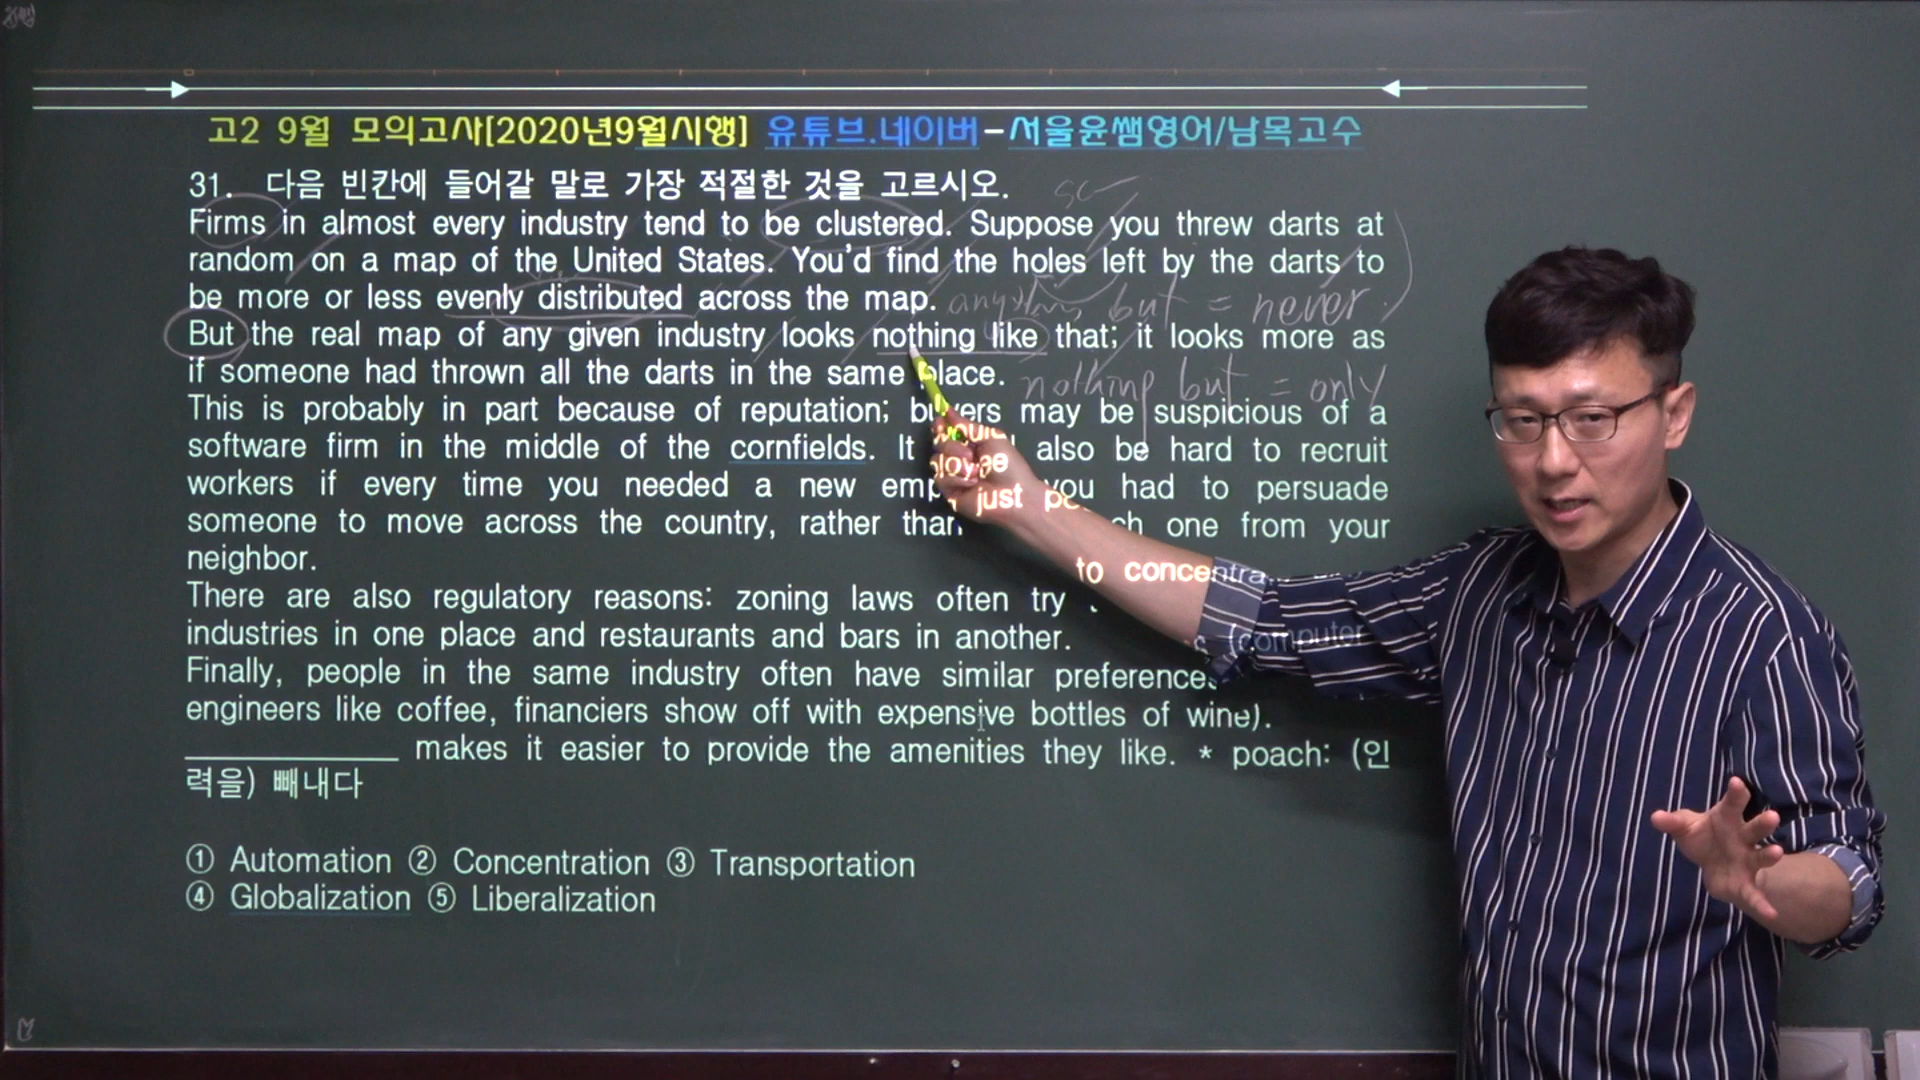 고2 9월 모의고사[2020년9월시행] 유튜브.네이버-서울윤쌤영어/남목고수
31. 다음 빈칸에 들어갈 말로 가장 적절한 것을 고르시오.
Firms in almost every industry tend to be clustered. Suppose you threw darts at
random on a map of the United States. You'd find the holes left by the darts to
be more or less evenly distributed across the map. but = never
But the real map of any given industry looks nothing like that; it looks more as
if someone had thrown all the darts in the same place. nothing but = only
This is probably in part because of reputation; buyers may be suspicious of a
software firm in the middle of the cornfields. It would also be hard to recruit
workers if every time you needed a new employee you had to persuade
someone to move across the country, rather than just one from your
neighbor.
There are also regulatory reasons: zoning laws often try to
industries in one place and restaurants and bars in another.
Finally, people in the same industry often have similar preferences (computer
engineers like coffee, financiers show off with expensive bottles of wine).
makes it easier to provide the amenities they like. * poach: (인
력을) 빼내다
① Automation ② Concentration ③ Transportation
④ Globalization ⑤ Liberalization